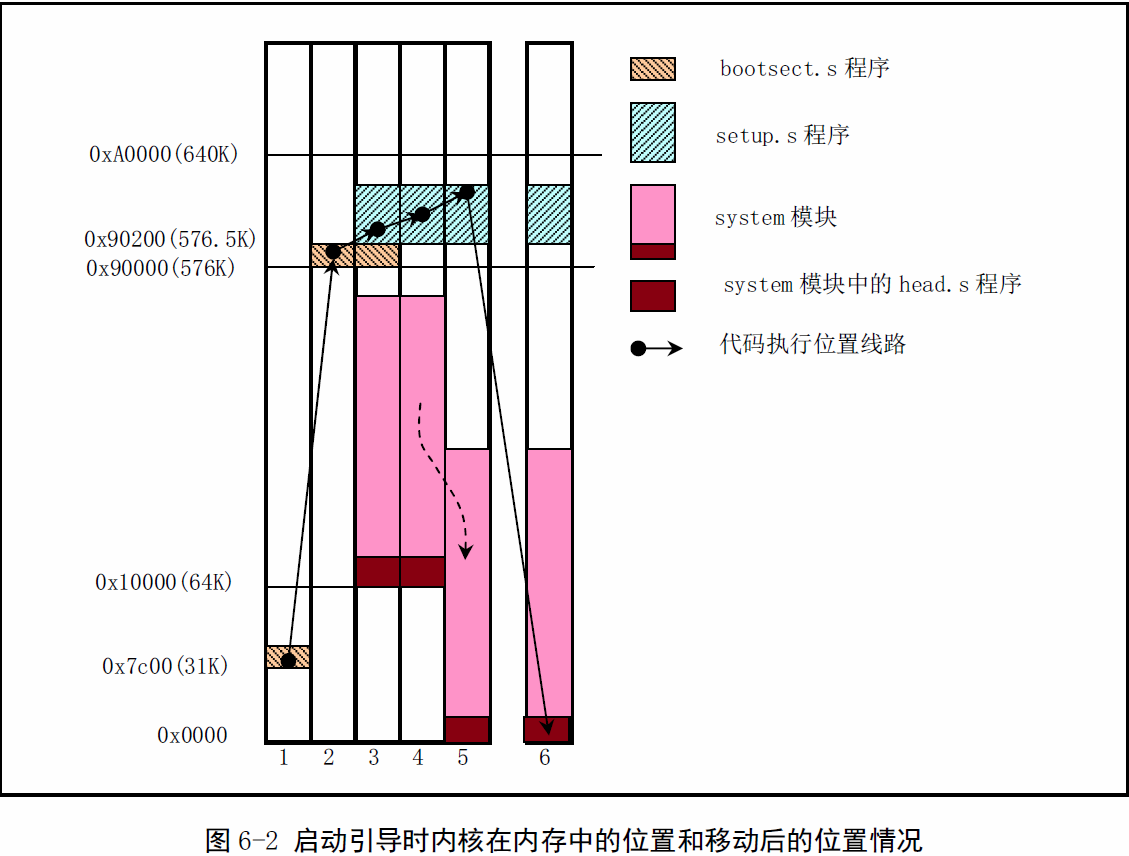 bootsect.s 程序
setup.s 程序
0xA0000(640K)
system 模块
0x90200(576.5K)
0x90000(576K)
system 模块中的 head.s 程序
代码执行位置线路
0x10000(64K)
0x7c00(31K)
0x0000
1 2 3 4 5 6
图 6-2 启动引导时内核在内存中的位置和移动后的位置情况